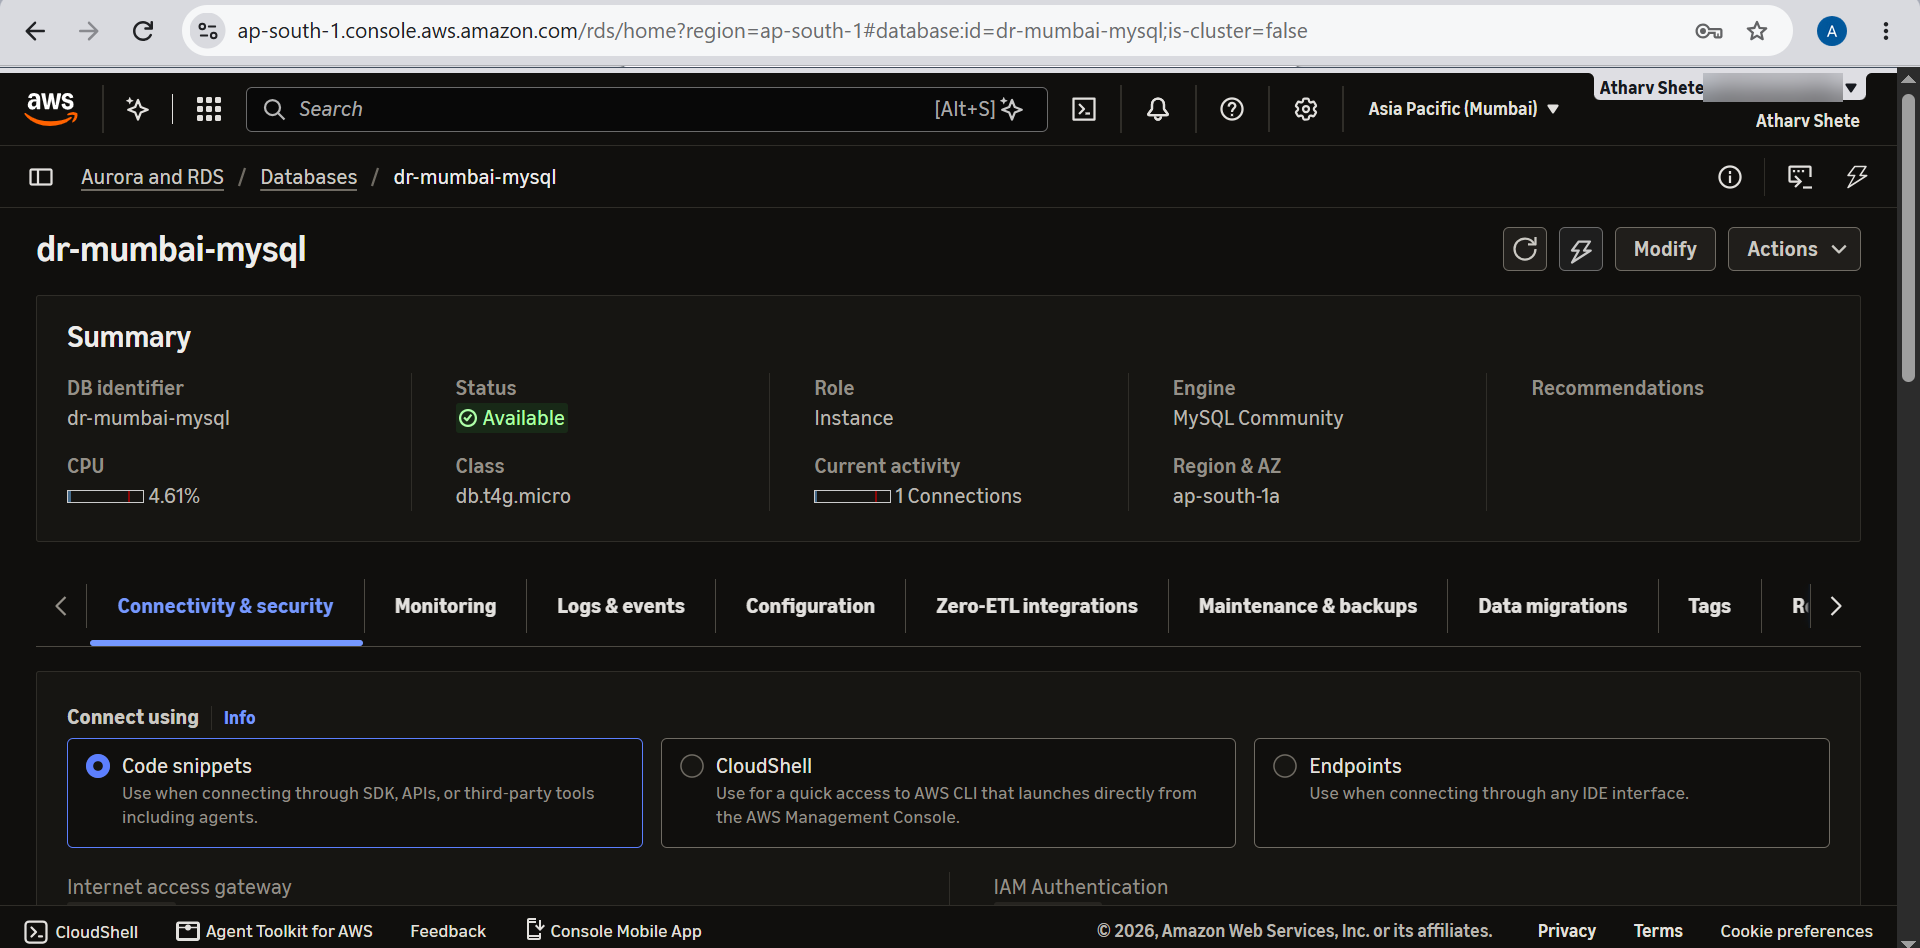 ap-south-1.console.aws.amazon.com/rds/home?region=ap-south-1#database:id=dr-mumbai-mysql;is-cluster=false
A
aws
Search
[Alt+S]
Asia Pacific (Mumbai)
Atharv Shete
Atharv Shete
Aurora and RDS / Databases / dr-mumbai-mysql
dr-mumbai-mysql
Modify
Actions
Summary
DB identifier
dr-mumbai-mysql
Status
Available
Role
Instance
Engine
MySQL Community
Recommendations
CPU
4.61%
Class
db.t4g.micro
Current activity
1 Connections
Region & AZ
ap-south-1a
Connectivity & security
Monitoring
Logs & events
Configuration
Zero-ETL integrations
Maintenance & backups
Data migrations
Tags
Connect using
Info
Code snippets
Use when connecting through SDK, APIs, or third-party tools
including agents.
CloudShell
Use for a quick access to AWS CLI that launches directly from
the AWS Management Console.
Endpoints
Use when connecting through any IDE interface.
Internet access gateway
IAM Authentication
CloudShell
Agent Toolkit for AWS
Feedback
Console Mobile App
© 2026, Amazon Web Services, Inc. or its affiliates.
Privacy
Terms
Cookie preferences